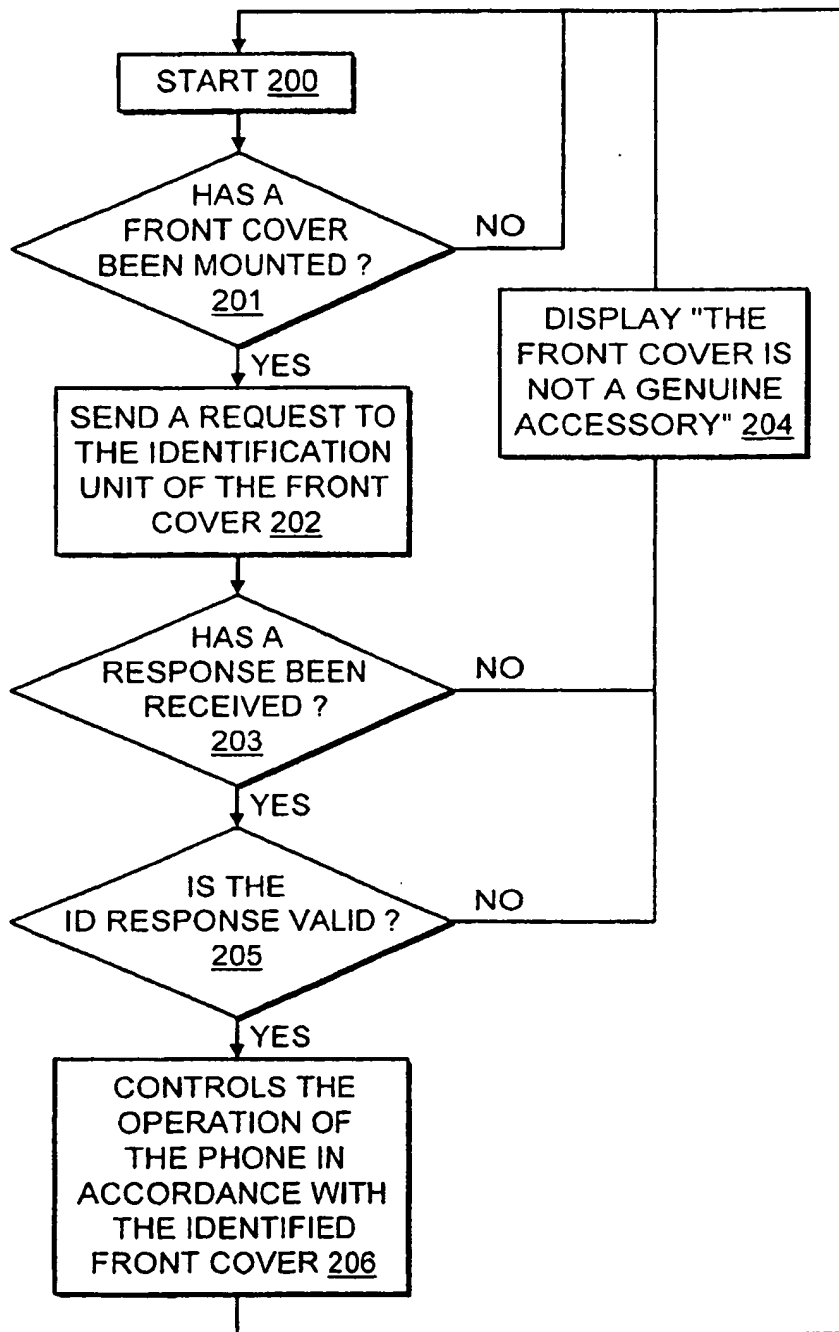 START 200
HAS A
FRONT COVER
BEEN MOUNTED ?
201
NO
YES
SEND A REQUEST TO
THE IDENTIFICATION
UNIT OF THE FRONT
COVER 202
DISPLAY "THE
FRONT COVER IS
NOT A GENUINE
ACCESSORY" 204
HAS A
RESPONSE BEEN
RECEIVED ?
203
NO
YES
IS THE
ID RESPONSE VALID ?
205
NO
YES
CONTROLS THE
OPERATION OF
THE PHONE IN
ACCORDANCE WITH
THE IDENTIFIED
FRONT COVER 206